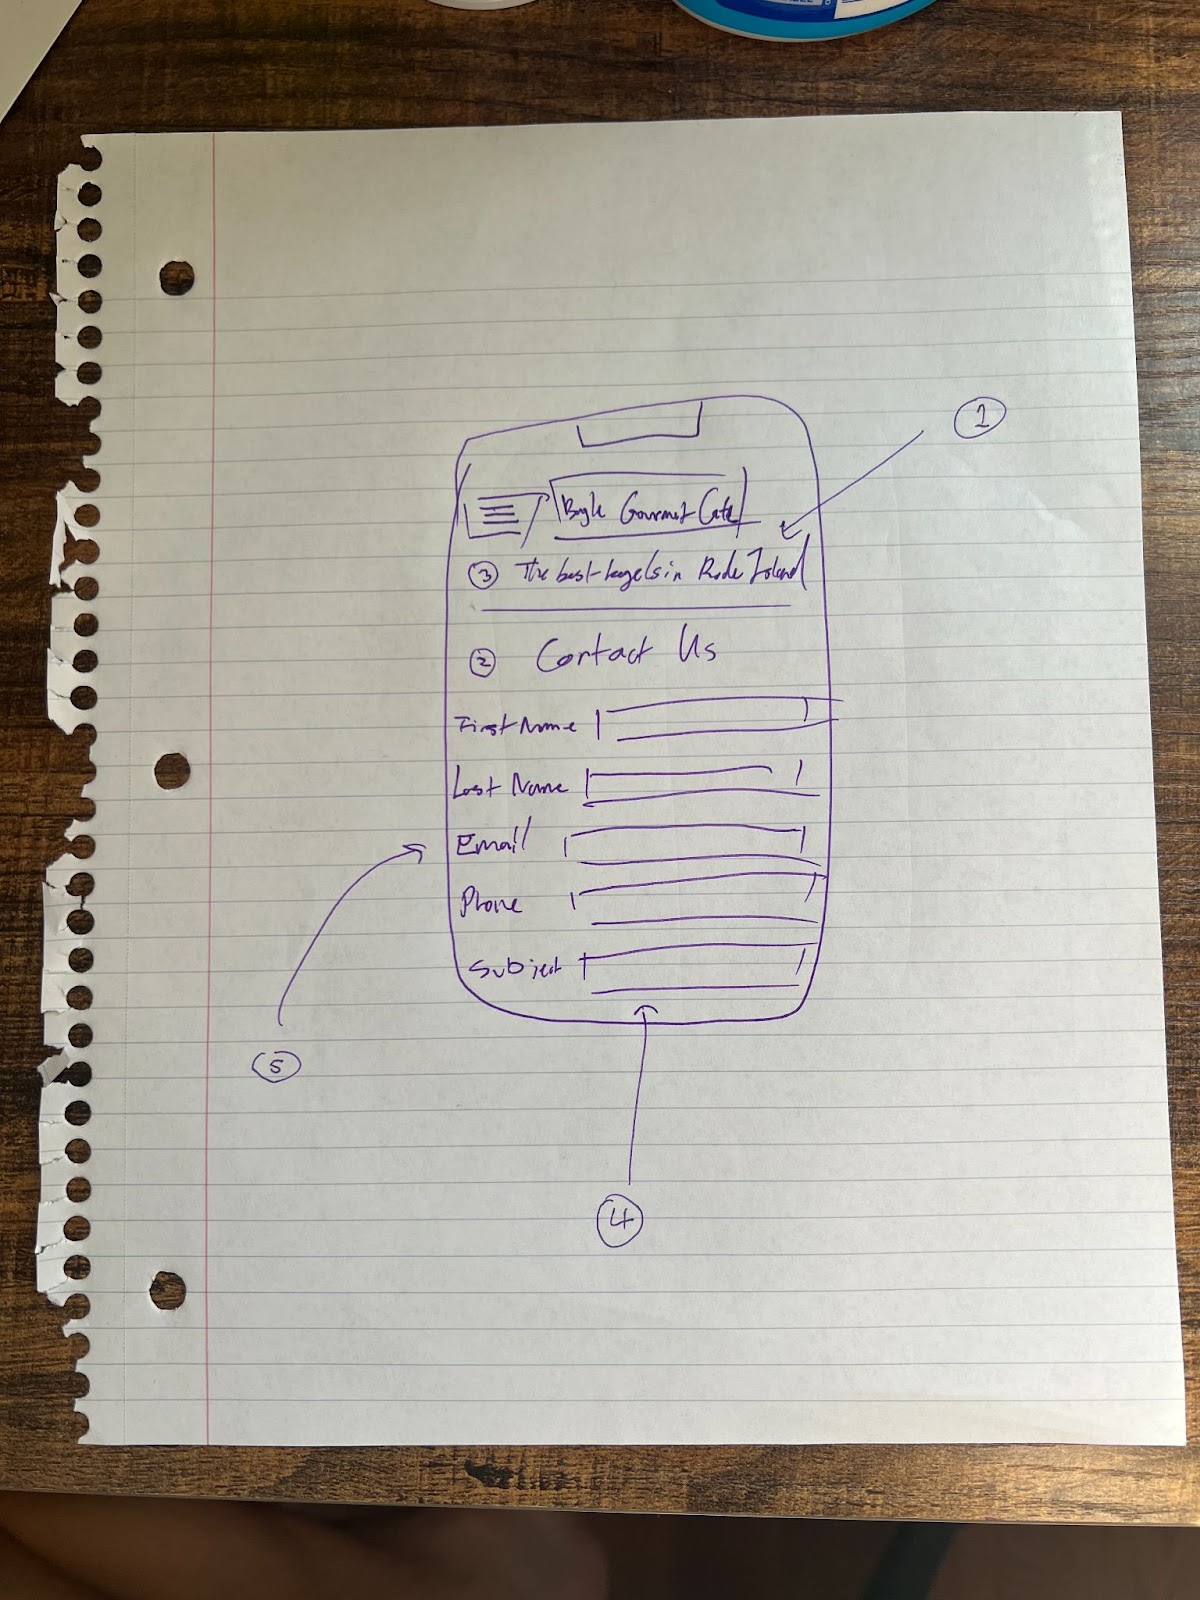 1
Gourmet Cafe
3 The best bagels in Rode Island
2 Contact Us
First Name
Last Name
Email
Phone
Subject
5
4